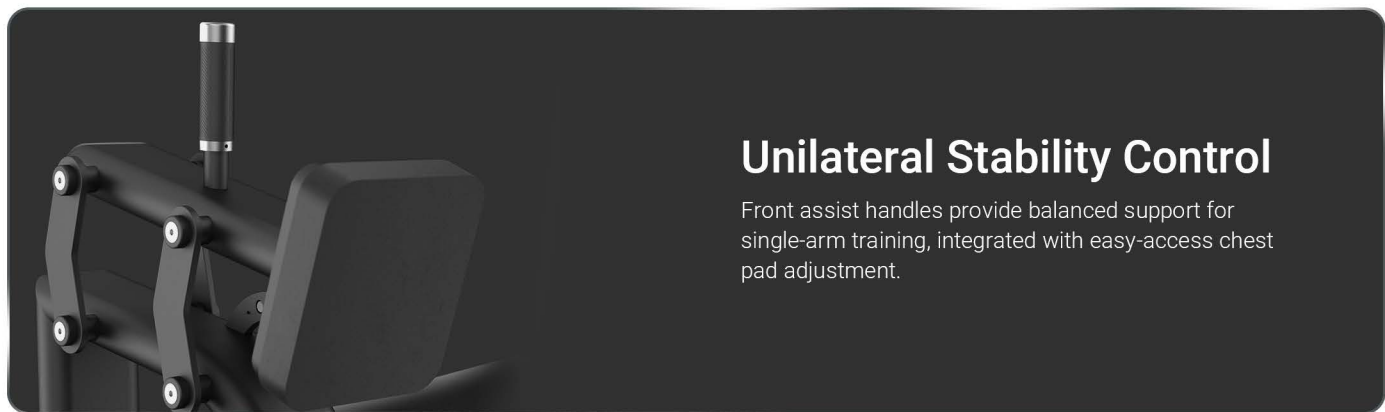 Unilateral Stability Control
Front assist handles provide balanced support for
single-arm training, integrated with easy-access chest
pad adjustment.